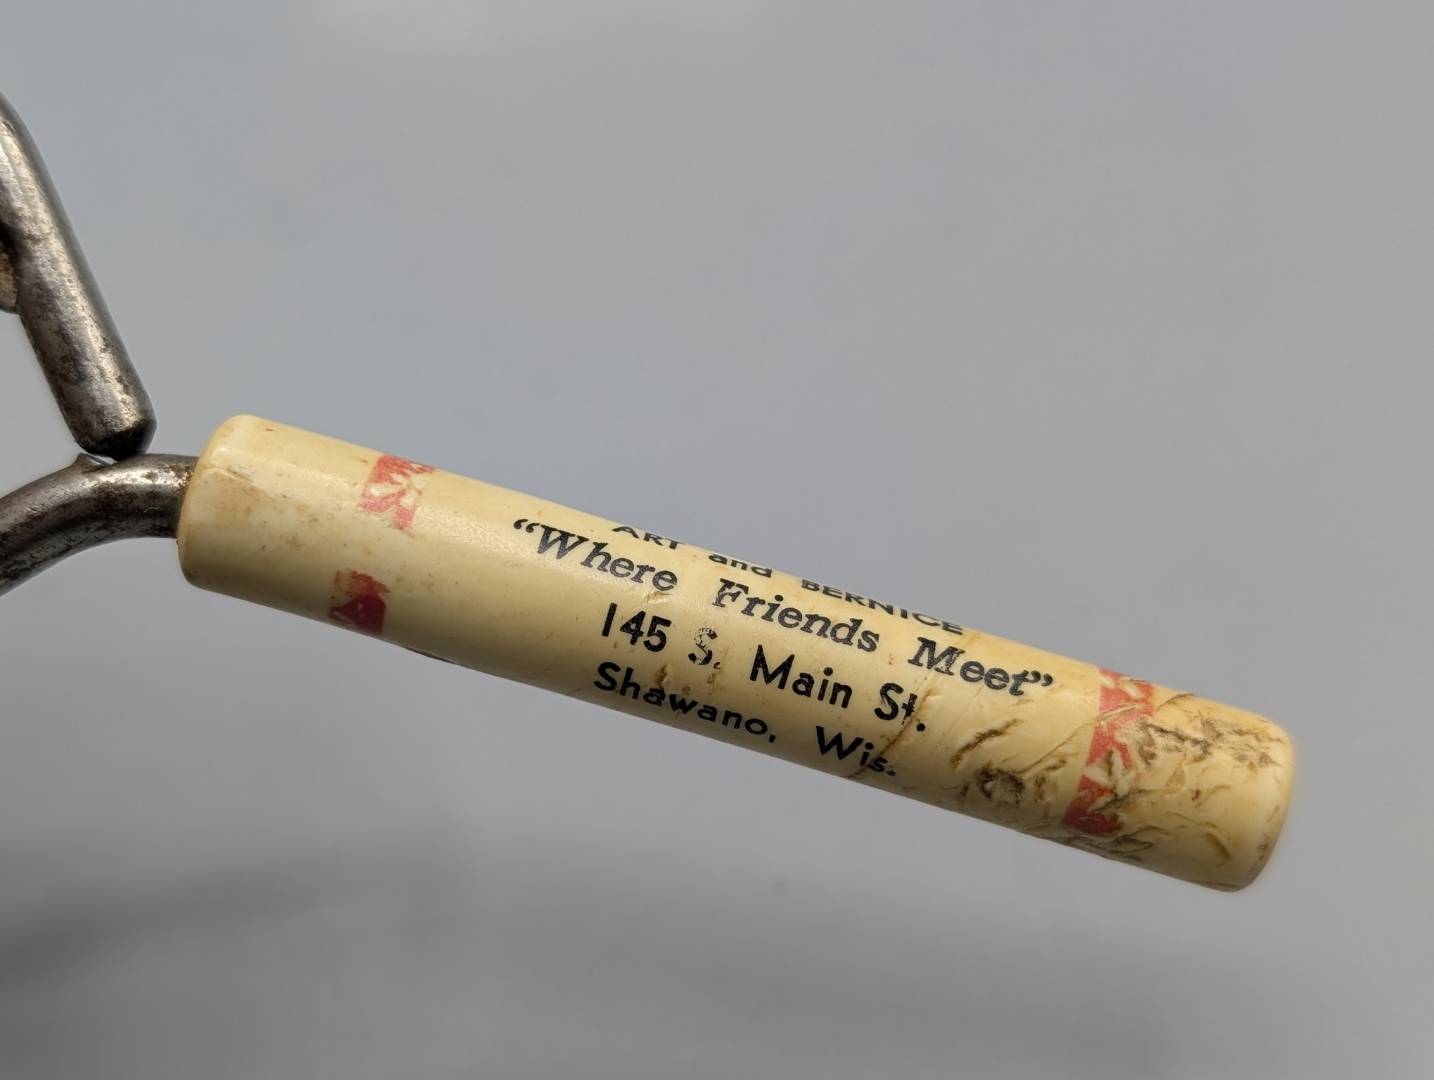 ART and BERNICE
“Where Friends Meet”
145 S. Main St.
Shawano, Wis.